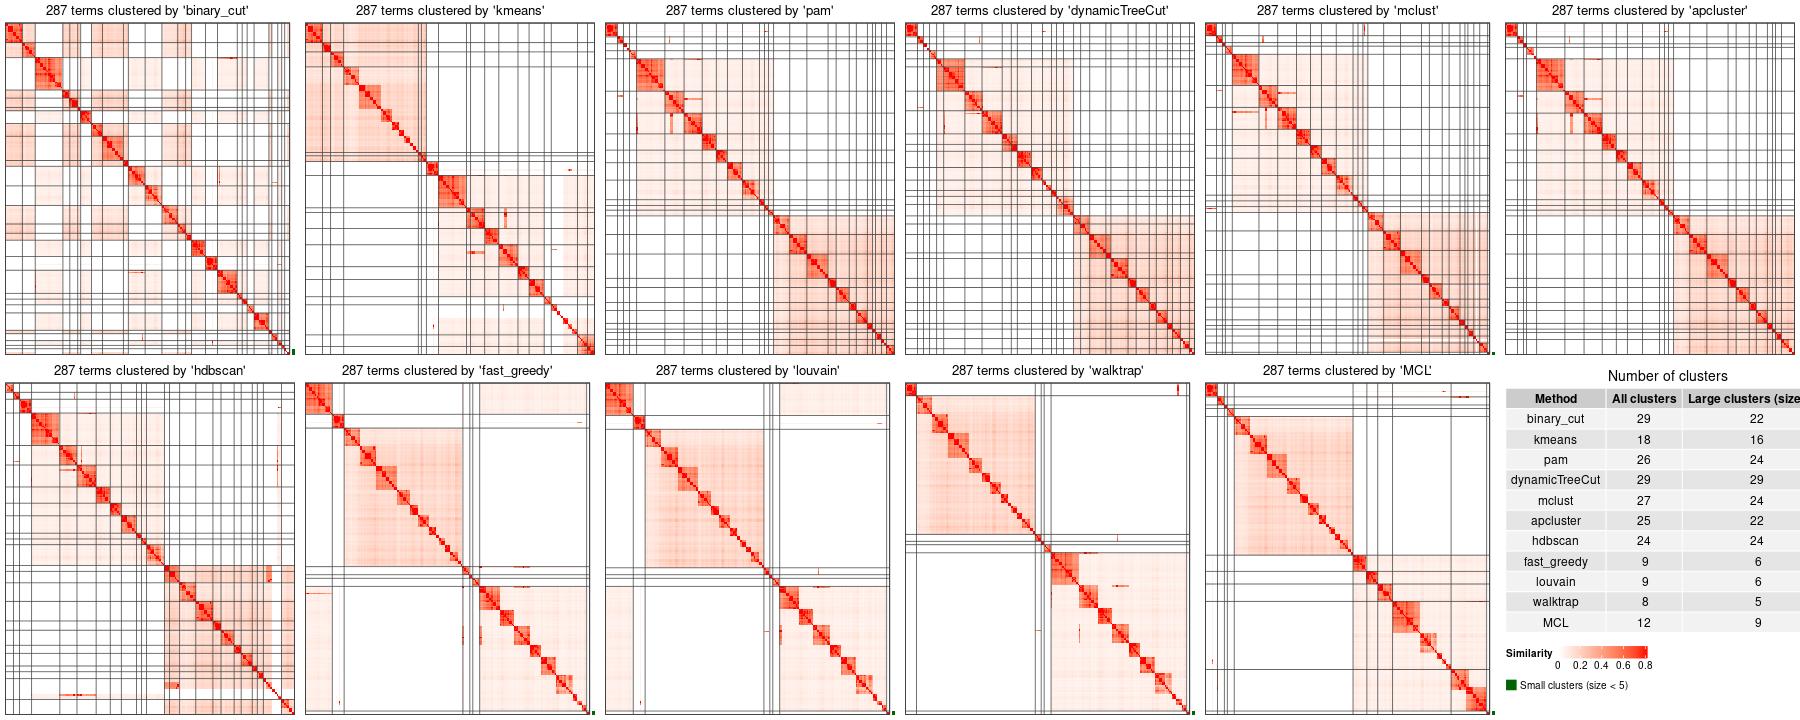 287 terms clustered by 'binary_cut'
287 terms clustered by 'kmeans'
287 terms clustered by 'pam'
287 terms clustered by 'dynamicTreeCut'
287 terms clustered by 'mclust'
287 terms clustered by 'apcluster'
287 terms clustered by 'hdbscan'
287 terms clustered by 'fast_greedy'
287 terms clustered by 'louvain'
287 terms clustered by 'walktrap'
287 terms clustered by 'MCL'
Number of clusters
Method All clusters Large clusters (size
binary_cut 29 22
kmeans 18 16
pam 26 24
dynamicTreeCut 29 29
mclust 27 24
apcluster 25 22
hdbscan 24 24
fast_greedy 9 6
louvain 9 6
walktrap 8 5
MCL 12 9
Similarity
0 0.2 0.4 0.6 0.8
Small clusters (size < 5)